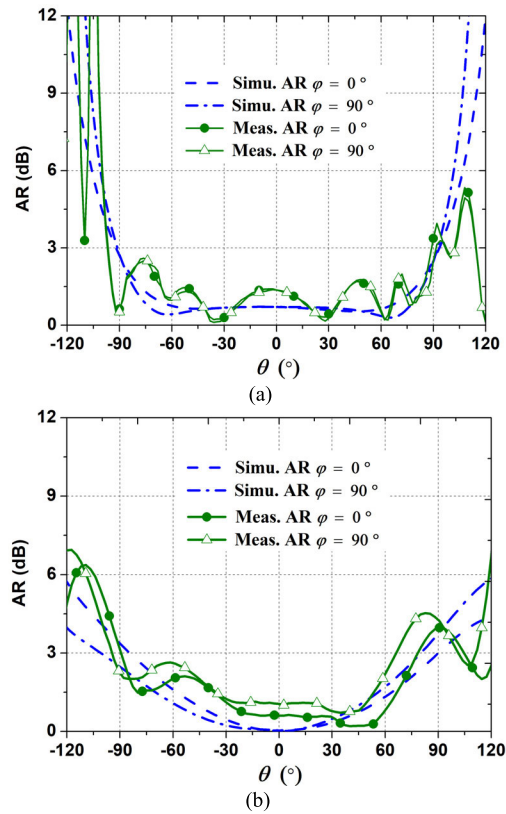 12
9
6
3
0
AR (dB)
Simu. AR φ = 0 °
Simu. AR φ = 90 °
Meas. AR φ = 0 °
Meas. AR φ = 90 °
-120 -90 -60 -30 0 30 60 90 120
θ (°)
(a)
12
9
6
3
0
AR (dB)
Simu. AR φ = 0 °
Simu. AR φ = 90 °
Meas. AR φ = 0 °
Meas. AR φ = 90 °
-120 -90 -60 -30 0 30 60 90 120
θ (°)
(b)